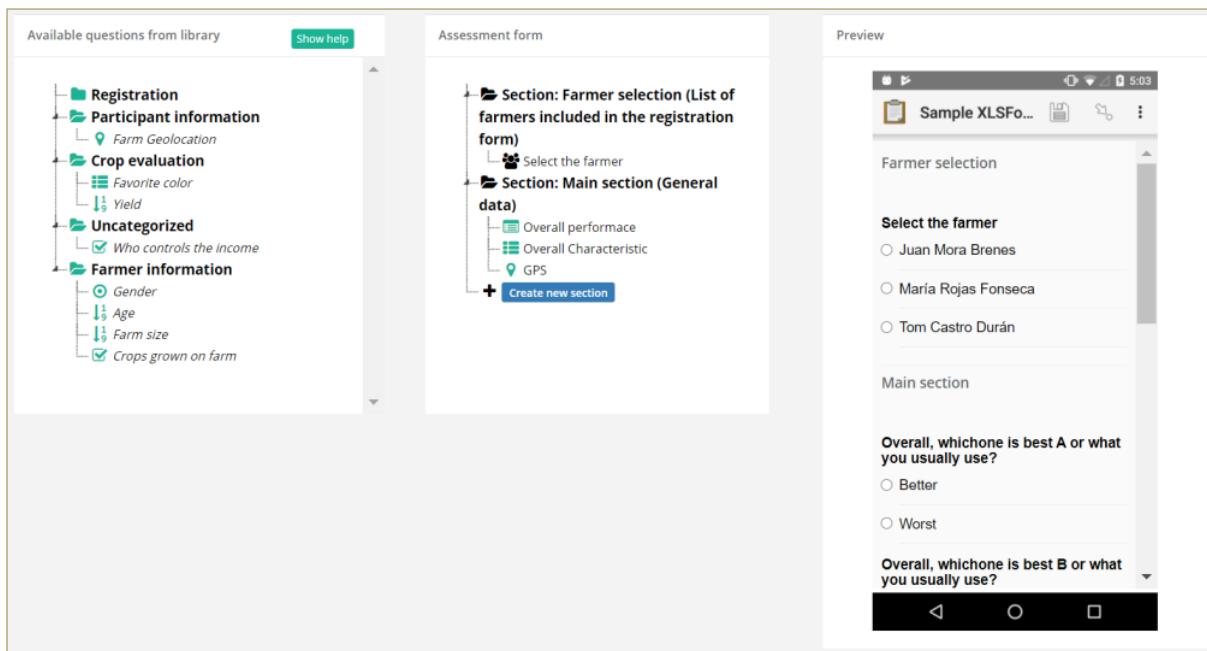 Available questions from library
Show help
Registration
Participant information
Farm Geolocation
Crop evaluation
Favorite color
Yield
Uncategorized
Who controls the income
Farmer information
Gender
Age
Farm size
Crops grown on farm
Assessment form
Section: Farmer selection (List of
farmers included in the registration
form)
Select the farmer
Section: Main section (General
data)
Overall performace
Overall Characteristic
GPS
Create new section
Preview
5:03
Sample XLSFo...
Farmer selection
Select the farmer
Juan Mora Brenes
María Rojas Fonseca
Tom Castro Durán
Main section
Overall, whichone is best A or what
you usually use?
Better
Worst
Overall, whichone is best B or what
you usually use?